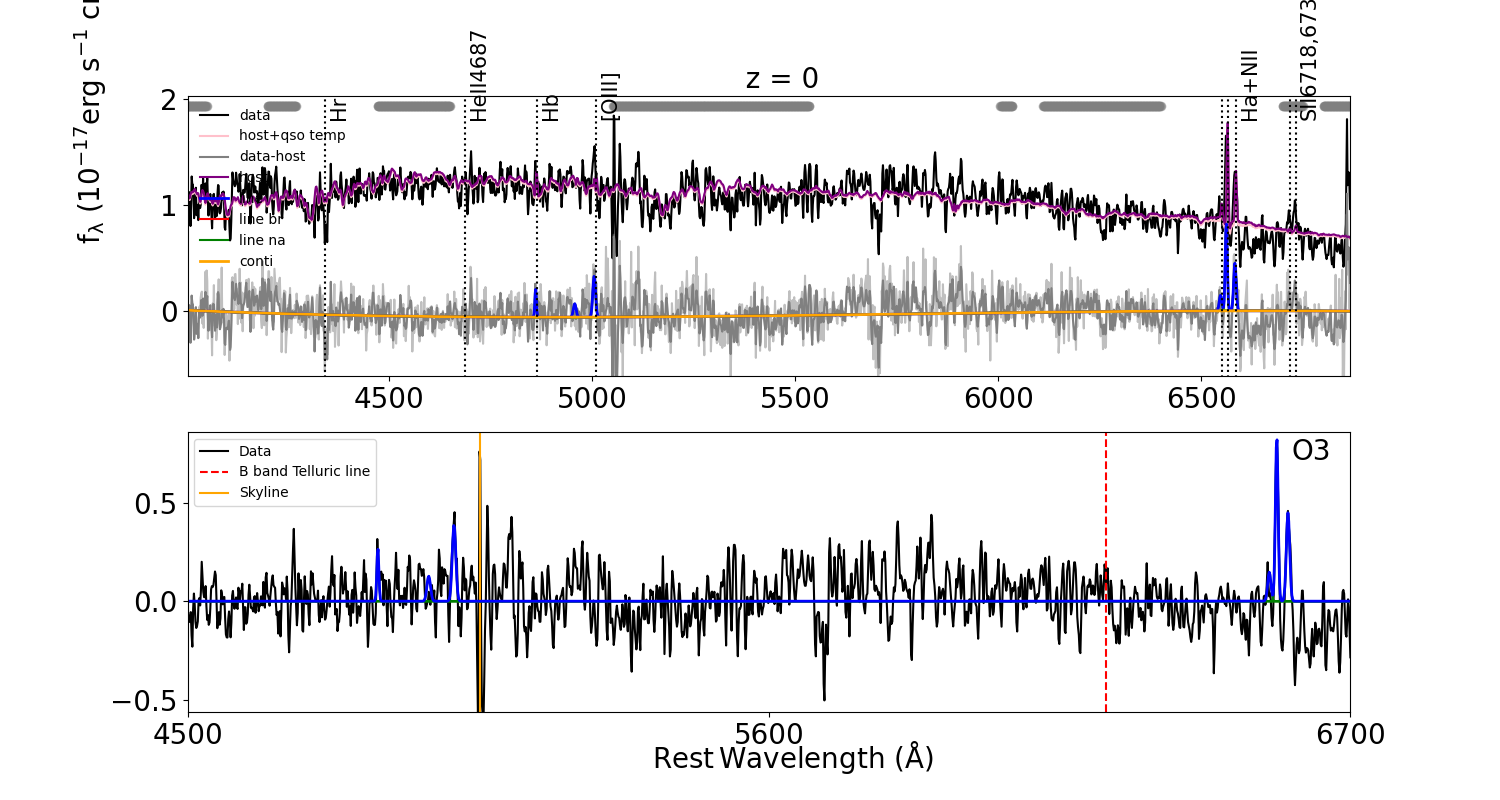 z = 0
f_λ (10^−17 erg s^−1 c
Hr
HeII4687
Hb
[OIII]
Ha+NII
SII6718,673
data
host+qso temp
data-host
line br
line na
conti
2
1
0
4500 5000 5500 6000 6500
O3
Data
B band Telluric line
Skyline
0.5
0.0
−0.5
4500 5600 6700
Rest Wavelength (Å)